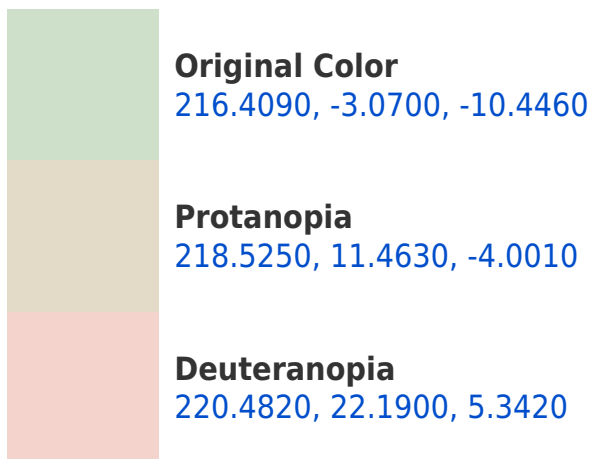 Original Color
216.4090, -3.0700, -10.4460
Protanopia
218.5250, 11.4630, -4.0010
Deuteranopia
220.4820, 22.1900, 5.3420